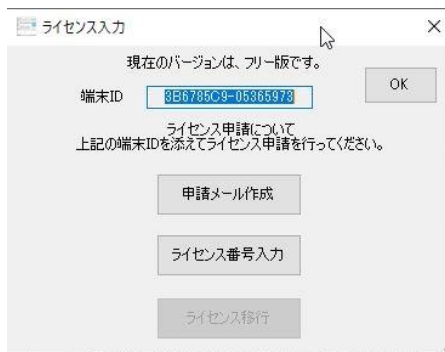 ライセンス入力
現在のバージョンは、フリー版です。
OK
端末ID 3B6785C9-05365973
ライセンス申請について
上記の端末IDを添えてライセンス申請を行ってください。
申請メール作成
ライセンス番号入力
ライセンス移行